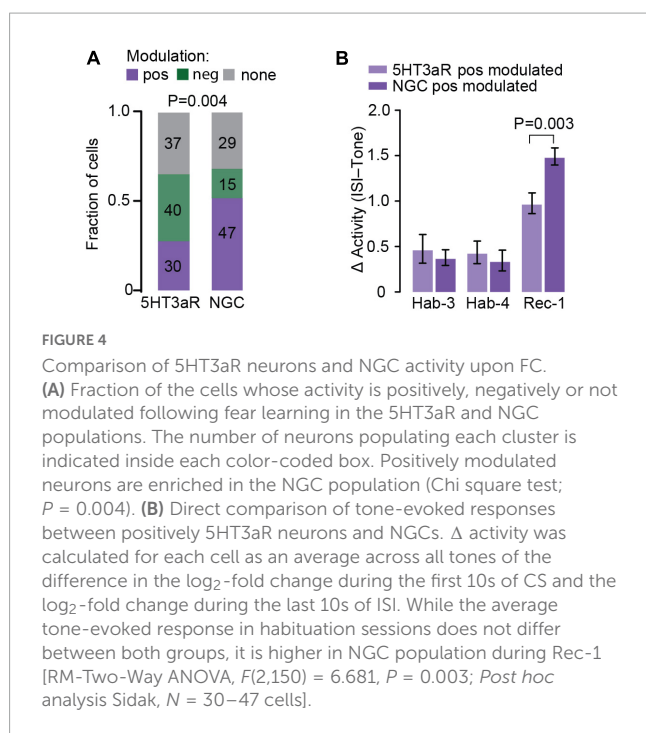 A
Modulation:
pos neg none
P=0.004
1.0
0.5
0
Fraction of cells
37
40
30
29
15
47
5HT3aR NGC
B
5HT3aR pos modulated
NGC pos modulated
2.0
1.5
1.0
0.5
0.0
Δ Activity (ISI–Tone)
P=0.003
Hab-3 Hab-4 Rec-1
FIGURE 4
Comparison of 5HT3aR neurons and NGC activity upon FC.
(A) Fraction of the cells whose activity is positively, negatively or not
modulated following fear learning in the 5HT3aR and NGC
populations. The number of neurons populating each cluster is
indicated inside each color-coded box. Positively modulated
neurons are enriched in the NGC population (Chi square test;
P = 0.004). (B) Direct comparison of tone-evoked responses
between positively 5HT3aR neurons and NGCs. Δ activity was
calculated for each cell as an average across all tones of the
difference in the log2-fold change during the first 10s of CS and the
log2-fold change during the last 10s of ISI. While the average
tone-evoked response in habituation sessions does not differ
between both groups, it is higher in NGC population during Rec-1
[RM-Two-Way ANOVA, F(2,150) = 6.681, P = 0.003; Post hoc
analysis Sidak, N = 30–47 cells].